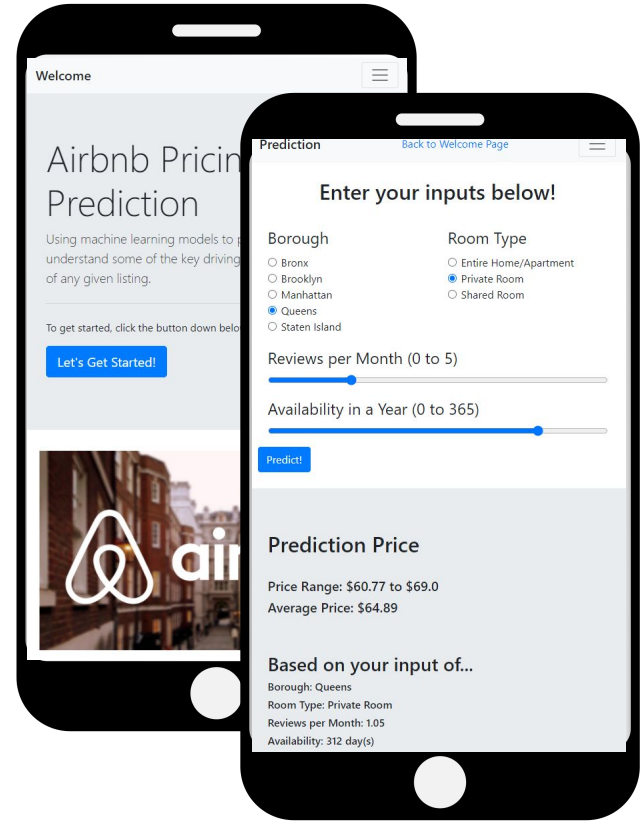 Welcome
Airbnb
Prediction
Using machine learning models to
understand some of the key driving
of any given listing.
To get started, click the button down
Let's Get Started!
Prediction
Back to Welcome Page
Enter your inputs below!
Borough
Bronx
Brooklyn
Manhattan
Queens
Staten Island
Room Type
Entire Home/Apartment
Private Room
Shared Room
Reviews per Month (0 to 5)
Availability in a Year (0 to 365)
Predict!
Prediction Price
Price Range: $60.77 to $69.0
Average Price: $64.89
Based on your input of...
Borough: Queens
Room Type: Private Room
Reviews per Month: 1.05
Availability: 312 day(s)